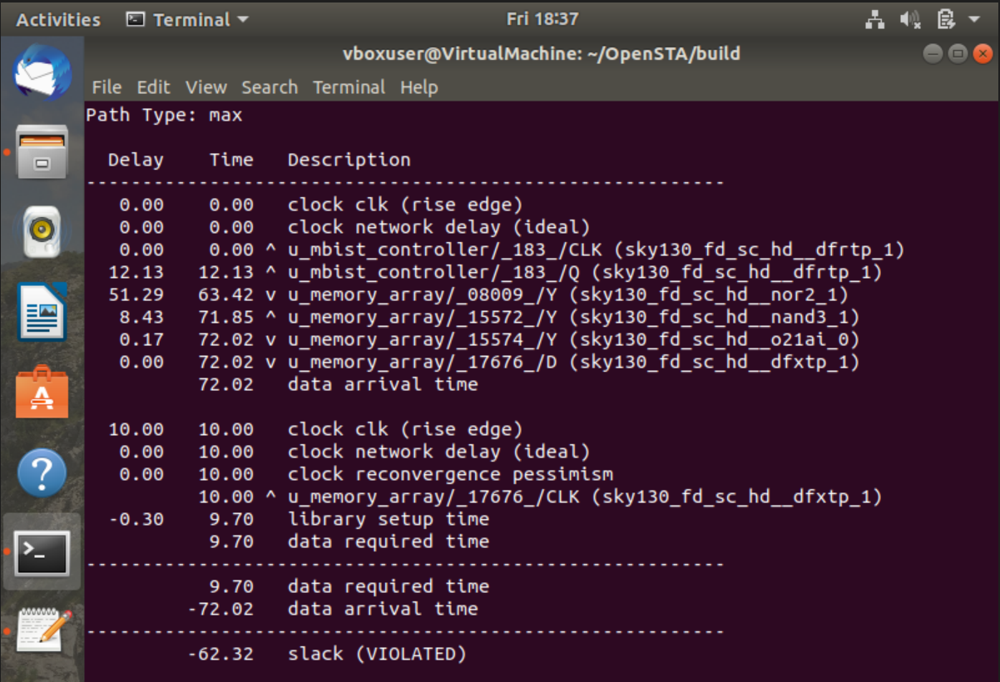 Activities Terminal Fri 18:37
vboxuser@VirtualMachine: ~/OpenSTA/build
File Edit View Search Terminal Help
Path Type: max
Delay Time Description
-----------------------------------------------------------
0.00 0.00 clock clk (rise edge)
0.00 0.00 clock network delay (ideal)
0.00 0.00 ^ u_mbist_controller/_183_/CLK (sky130_fd_sc_hd__dfrtp_1)
12.13 12.13 ^ u_mbist_controller/_183_/Q (sky130_fd_sc_hd__dfrtp_1)
51.29 63.42 v u_memory_array/_08009_/Y (sky130_fd_sc_hd__nor2_1)
8.43 71.85 ^ u_memory_array/_15572_/Y (sky130_fd_sc_hd__nand3_1)
0.17 72.02 v u_memory_array/_15574_/Y (sky130_fd_sc_hd__o21ai_0)
0.00 72.02 v u_memory_array/_17676_/D (sky130_fd_sc_hd__dfxtp_1)
72.02 data arrival time
10.00 10.00 clock clk (rise edge)
0.00 10.00 clock network delay (ideal)
0.00 10.00 clock reconvergence pessimism
10.00 ^ u_memory_array/_17676_/CLK (sky130_fd_sc_hd__dfxtp_1)
-0.30 9.70 library setup time
9.70 data required time
-----------------------------------------------------------
9.70 data required time
-72.02 data arrival time
-----------------------------------------------------------
-62.32 slack (VIOLATED)